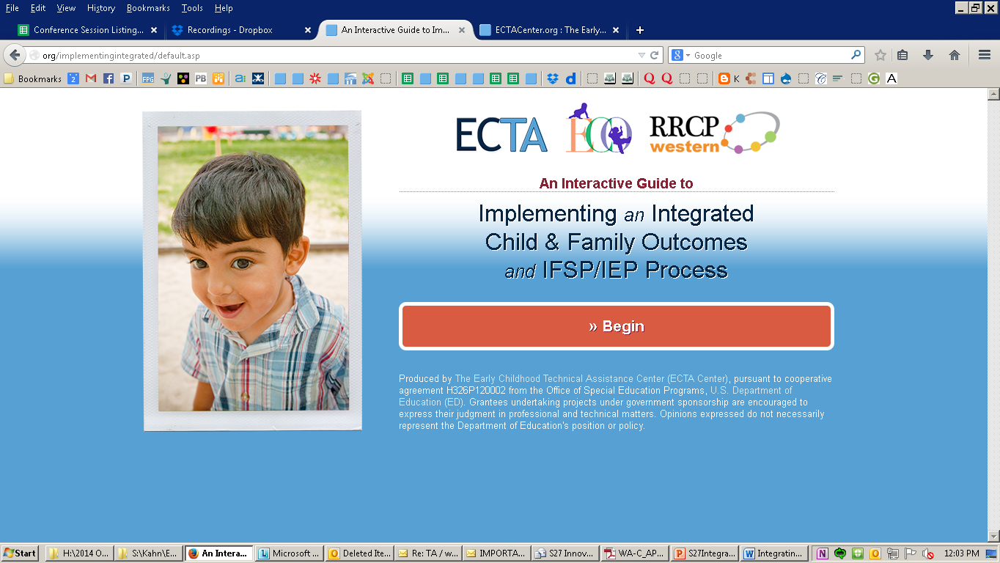 File Edit View History Bookmarks Tools Help
Conference Session Listing...
Recordings - Dropbox
An Interactive Guide to Im...
ECTACenter.org : The Early...
org/implementingintegrated/default.asp
Google
Bookmarks
ECTA
ECO
RRCP
western
An Interactive Guide to
Implementing an Integrated
Child & Family Outcomes
and IFSP/IEP Process
» Begin
Produced by The Early Childhood Technical Assistance Center (ECTA Center), pursuant to cooperative
agreement H326P120002 from the Office of Special Education Programs, U.S. Department of
Education (ED). Grantees undertaking projects under government sponsorship are encouraged to
express their judgment in professional and technical matters. Opinions expressed do not necessarily
represent the Department of Education's position or policy.
Start
H:\2014 O...
S:\Kahn\E...
An Intera...
Microsoft ...
Deleted Ite...
Re: TA / w...
IMPORTA...
S27 Innov...
WA-C_AP...
S27Integra...
Integratin...
12:03 PM